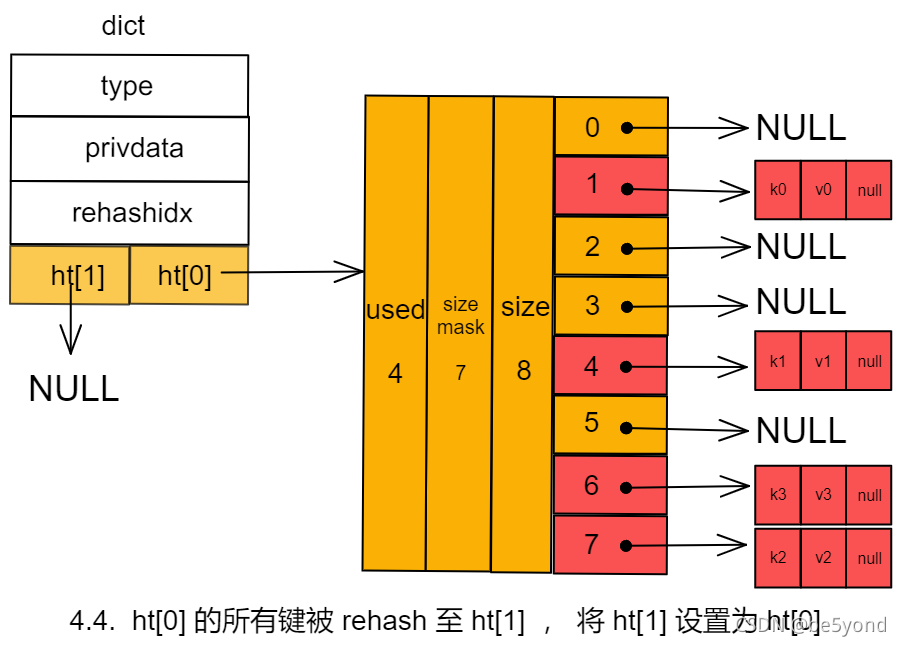 dict
type
privdata
rehashidx
ht[1] ht[0]
NULL
used
4
size
mask
7
size
8
0
NULL
1
k0 v0 null
2
NULL
3
NULL
4
k1 v1 null
5
NULL
6
k3 v3 null
7
k2 v2 null
4.4. ht[0] 的所有键被 rehash 至 ht[1] ， 将 ht[1] 设置为 ht[0]
CSDN @be5yond